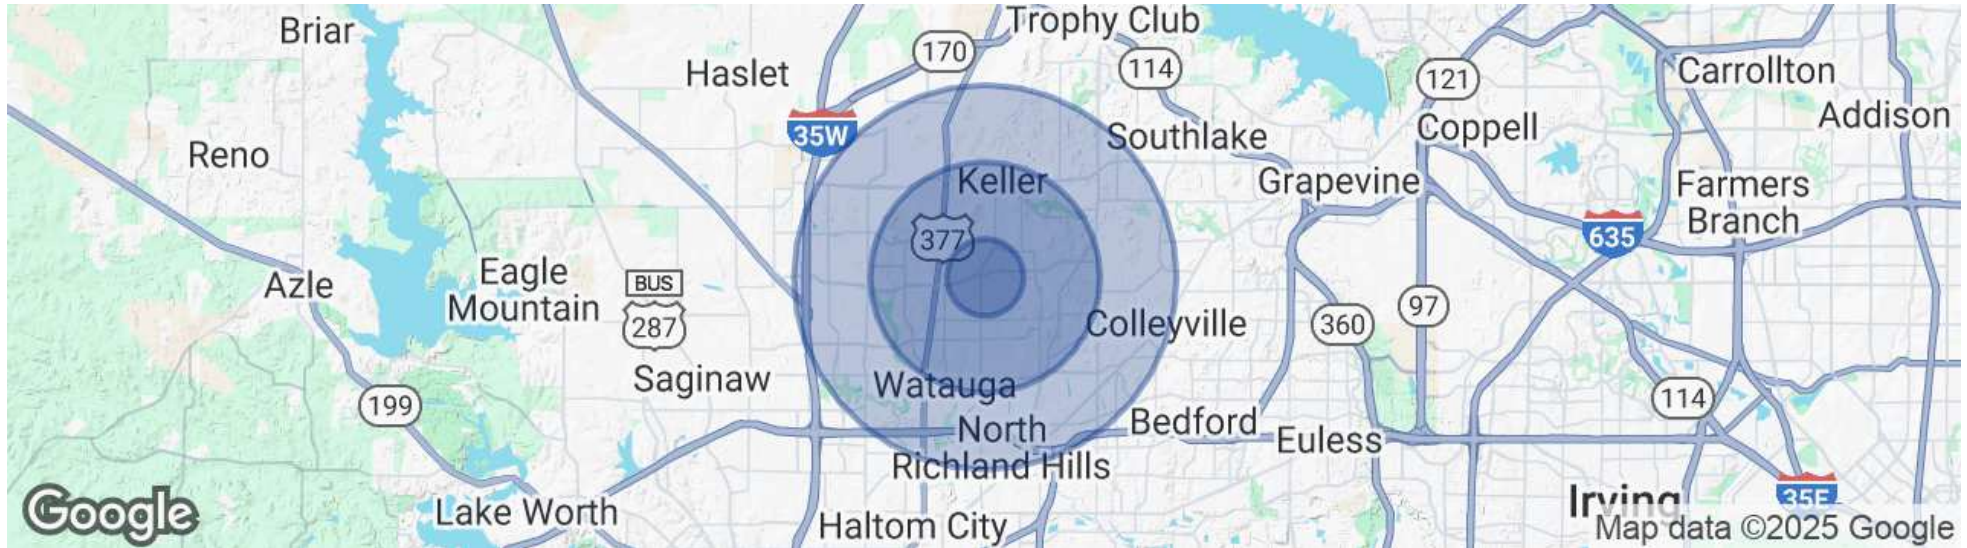 Briar
Trophy Club
170
114
Haslet
121
Carrollton
Addison
35W
Southlake
Coppell
Reno
Keller
Grapevine
Farmers
Branch
377
635
Azle
Eagle
Mountain
BUS
287
97
360
Colleyville
Saginaw
Watauga
199
114
North
Richland Hills
Bedford
Euless
35E
Irving
Google
Lake Worth
Haltom City
Map data ©2025 Google